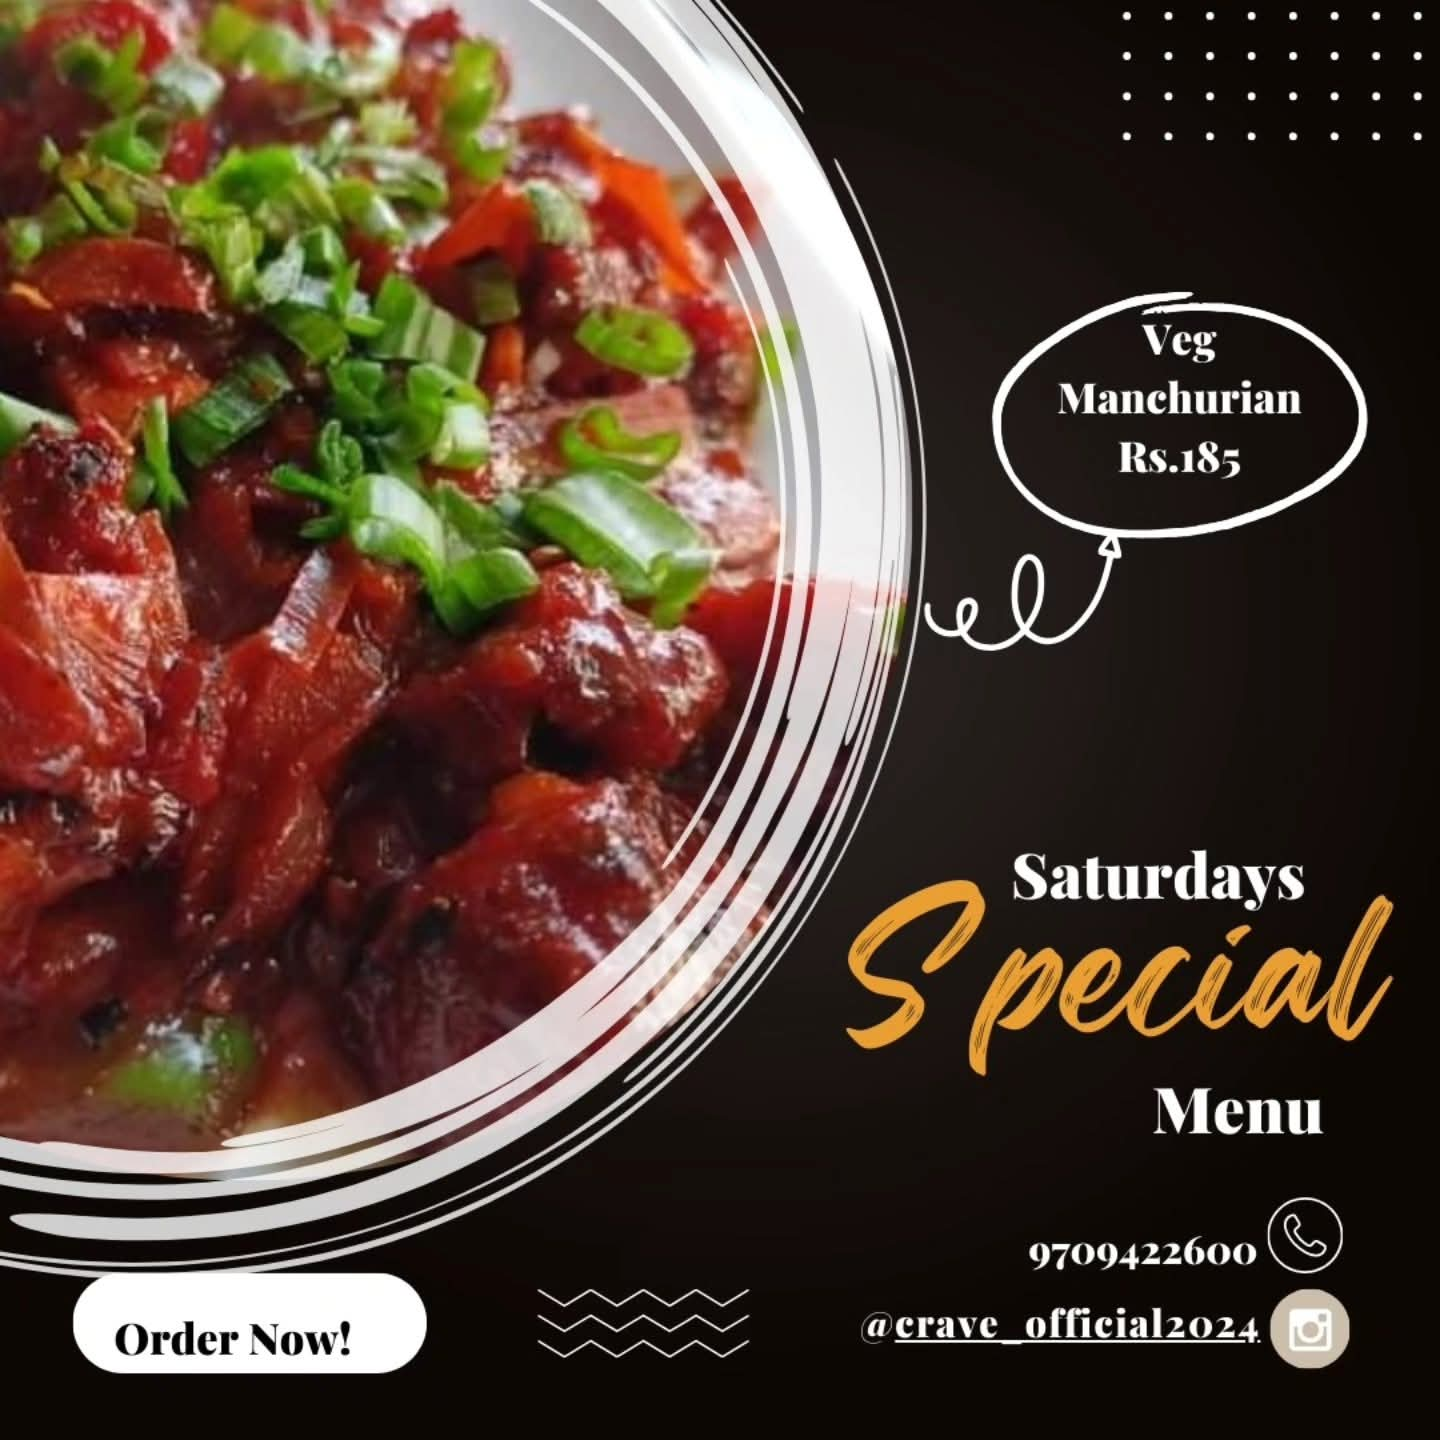 Veg
Manchurian
Rs.185
Saturdays
Special
Menu
9709422600
@crave_official2024
Order Now!